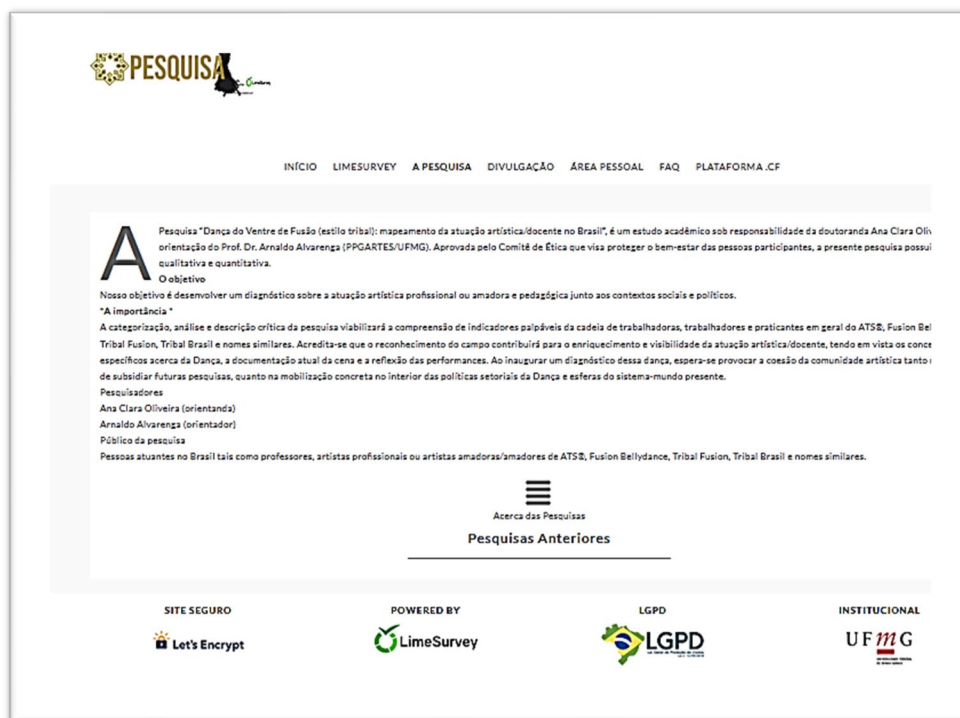 PESQUISA
INÍCIO LIMESURVEY A PESQUISA DIVULGAÇÃO ÁREA PESSOAL FAQ PLATAFORMA .CF
A Pesquisa "Dança do Ventre de Fusão (estilo tribal): mapeamento da atuação artística/docente no Brasil", é um estudo acadêmico sob responsabilidade da doutoranda Ana Clara Oliv
orientação do Prof. Dr. Arnaldo Alvarenga (PPGARTES/UFMG). Aprovada pelo Comitê de Ética que visa proteger o bem-estar das pessoas participantes, a presente pesquisa possui
qualitativa e quantitativa.
O objetivo
Nosso objetivo é desenvolver um diagnóstico sobre a atuação artística profissional ou amadora e pedagógica junto aos contextos sociais e políticos.
*A importância *
A categorização, análise e descrição crítica da pesquisa viabilizará a compreensão de indicadores palpáveis da cadeia de trabalhadoras, trabalhadores e praticantes em geral do ATS®, Fusion Bel
Tribal Fusion, Tribal Brasil e nomes similares. Acredita-se que o reconhecimento do campo contribuirá para o enriquecimento e visibilidade da atuação artística/docente, tendo em vista os conce
específicos acerca da Dança, a documentação atual da cena e a reflexão das performances. Ao inaugurar um diagnóstico dessa dança, espera-se provocar a coesão da comunidade artística tanto
de subsidiar futuras pesquisas, quanto na mobilização concreta no interior das políticas setoriais da Dança e esferas do sistema-mundo presente.
Pesquisadores
Ana Clara Oliveira (orientanda)
Arnaldo Alvarenga (orientador)
Público da pesquisa
Pessoas atuantes no Brasil tais como professores, artistas profissionais ou artistas amadoras/amadores de ATS®, Fusion Bellydance, Tribal Fusion, Tribal Brasil e nomes similares.
Acerca das Pesquisas
Pesquisas Anteriores
SITE SEGURO POWERED BY LGPD INSTITUCIONAL
Let's Encrypt LimeSurvey LGPD UFMG